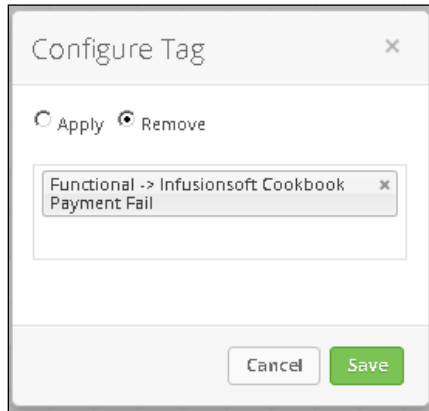 Configure Tag ×
Apply Remove
Functional -> Infusionsoft Cookbook ×
Payment Fail
Cancel Save